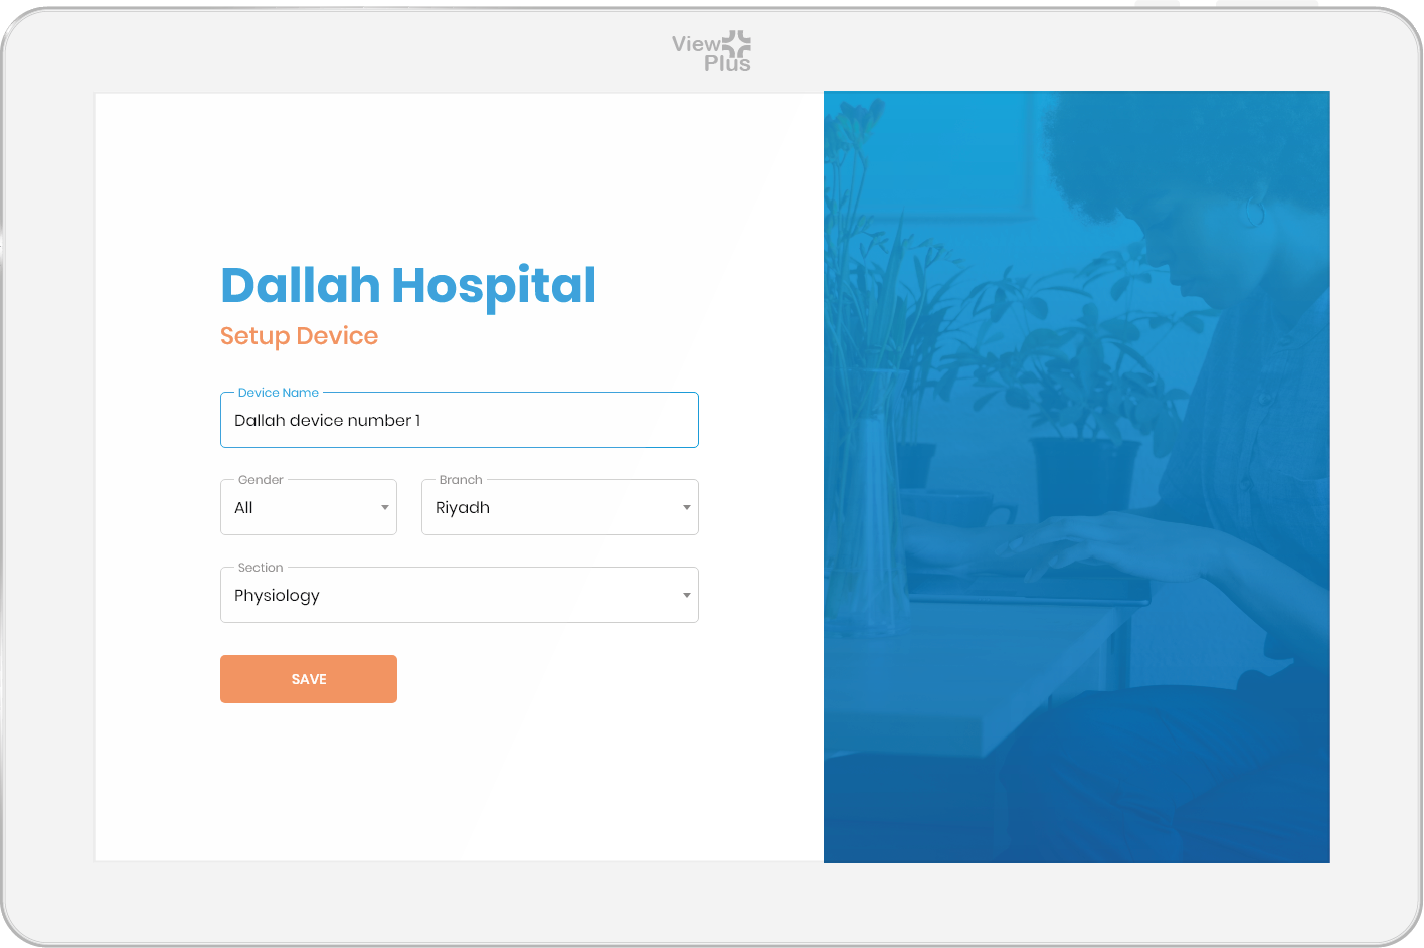 View
Plus
Dallah Hospital
Setup Device
Device Name
Dallah device number 1
Gender
All
Branch
Riyadh
Section
Physiology
SAVE